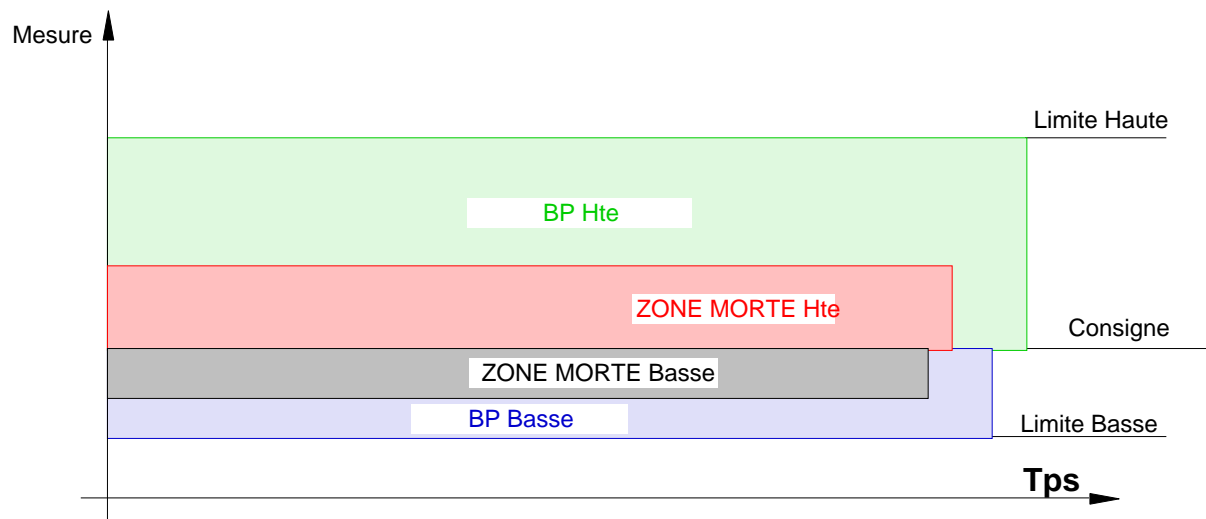 Mesure
Limite Haute
BP Hte
ZONE MORTE Hte
Consigne
ZONE MORTE Basse
BP Basse
Limite Basse
Tps